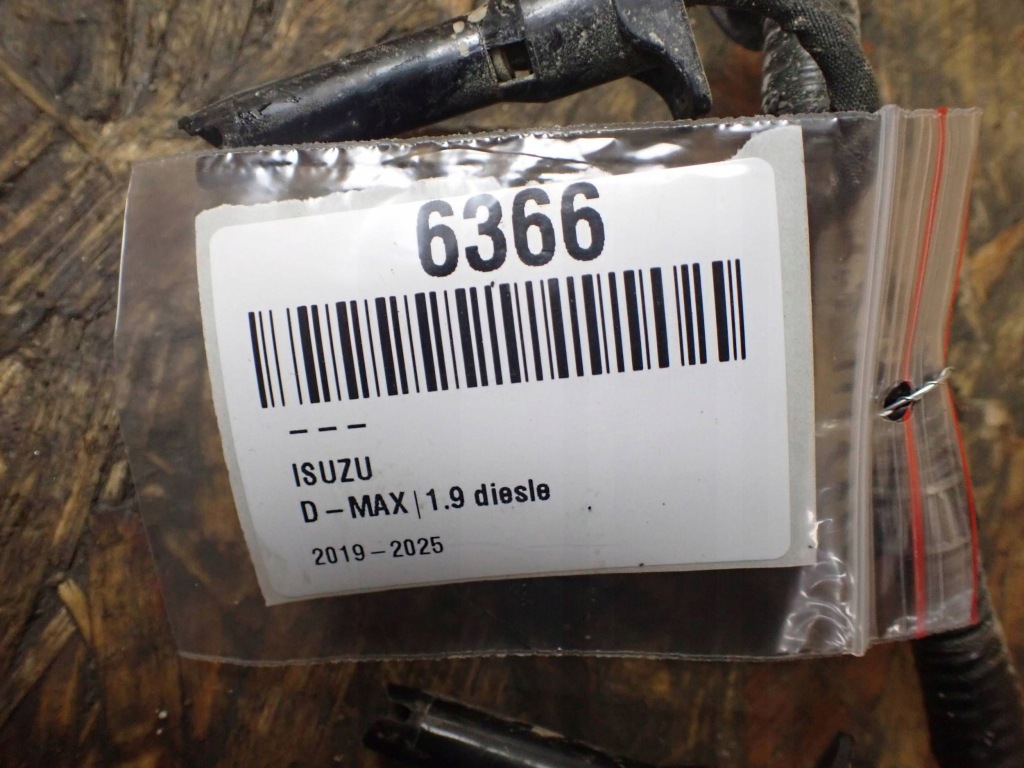 6366
---
ISUZU
D-MAX|1.9 diesle
2019-2025